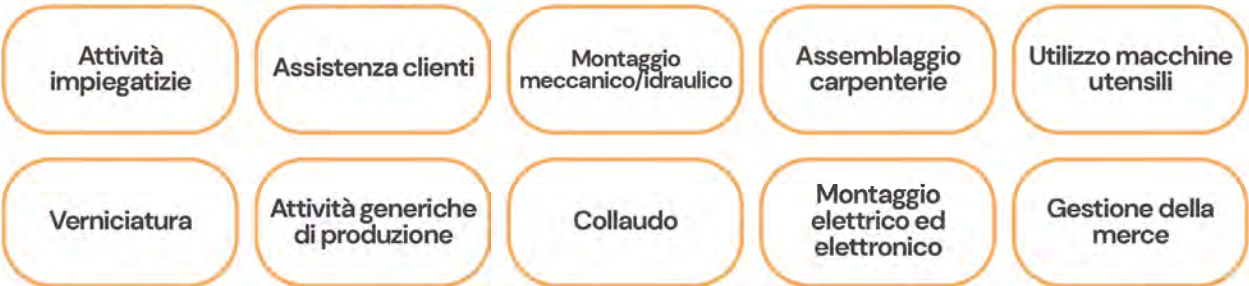 Attività
impiegatizie
Assistenza clienti
Montaggio
meccanico/idraulico
Assemblaggio
carpenterie
Utilizzo macchine
utensili
Verniciatura
Attività generiche
di produzione
Collaudo
Montaggio
elettrico ed
elettronico
Gestione della
merce